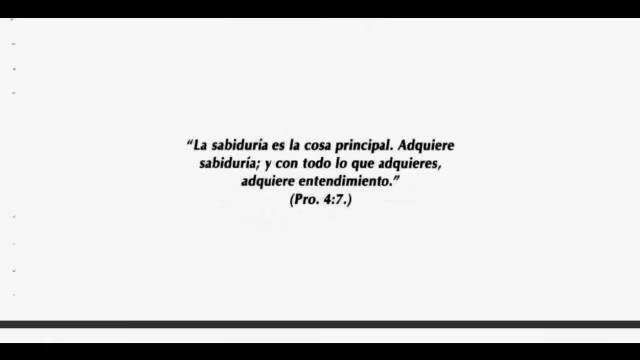 “La sabiduría es la cosa principal. Adquiere
sabiduría; y con todo lo que adquieres,
adquiere entendimiento.”
(Pro. 4:7.)